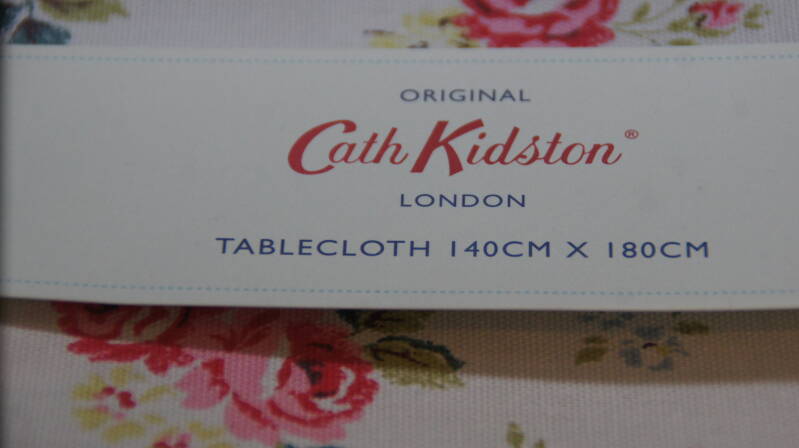 ORIGINAL
Cath Kidston®
LONDON
TABLECLOTH 140CM X 180CM